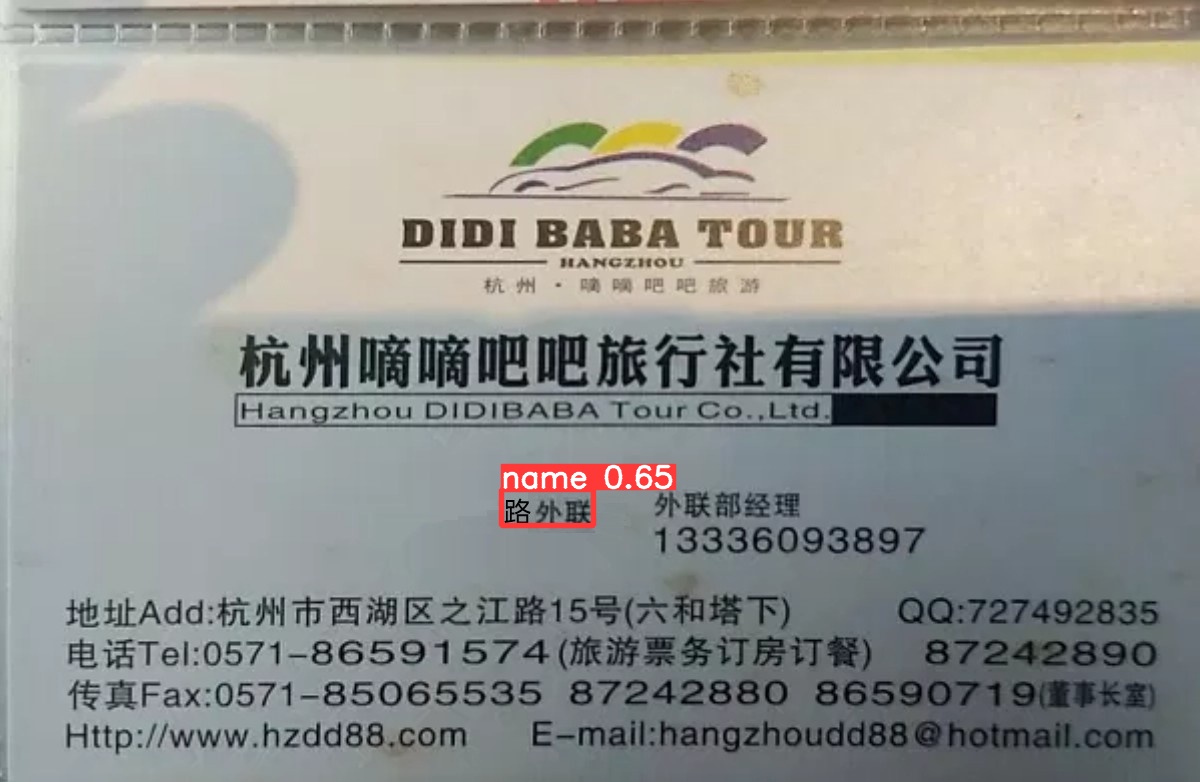 DIDI BABA TOUR
HANGZHOU
杭州·嘀嘀吧吧旅游
杭州嘀嘀吧吧旅行社有限公司
Hangzhou DIDIBABA Tour Co.,Ltd.
name 0.65
路外联 外联部经理
13336093897
地址Add:杭州市西湖区之江路15号(六和塔下) QQ:727492835
电话Tel:0571-86591574(旅游票务订房订餐) 87242890
传真Fax:0571-85065535 87242880 86590719(董事长室)
Http://www.hzdd88.com E-mail:hangzhoudd88@hotmail.com